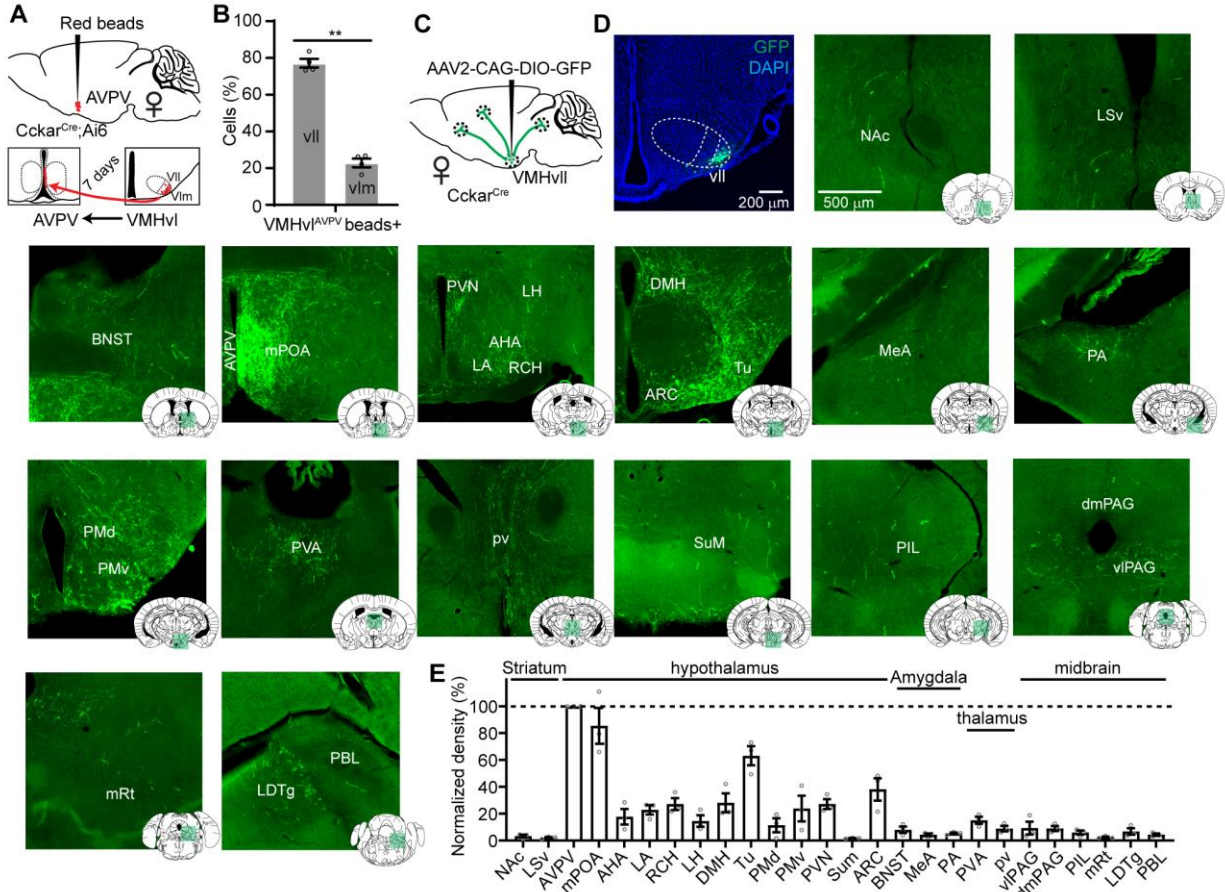 A
Red beads
AVPV
♀
Cckar^Cre;Ai6
7 days
Vll
Vlm
AVPV
VMHvl
B
Cells (%)
100
80
60
40
20
0
**
vll
vlm
VMHvl^AVPV beads+
C
AAV2-CAG-DIO-GFP
♀
VMHvll
Cckar^Cre
D
GFP
DAPI
vll
200 μm
NAc
500 μm
LSv
BNST
AVPV
mPOA
PVN
LH
AHA
LA
RCH
DMH
Tu
ARC
MeA
PA
PMd
PMv
PVA
pv
SuM
PIL
dmPAG
vlPAG
mRt
PBL
LDTg
E
Striatum
hypothalamus
Amygdala
midbrain
thalamus
Normalized density (%)
100
80
60
40
20
0
NAc
LSv
AVPV
mPOA
AHA
LA
RCH
LH
DMH
Tu
PMd
PMv
PVN
Sum
ARC
BNST
MeA
PA
PVA
pv
vlPAG
dmPAG
PIL
mRt
LDTg
PBL